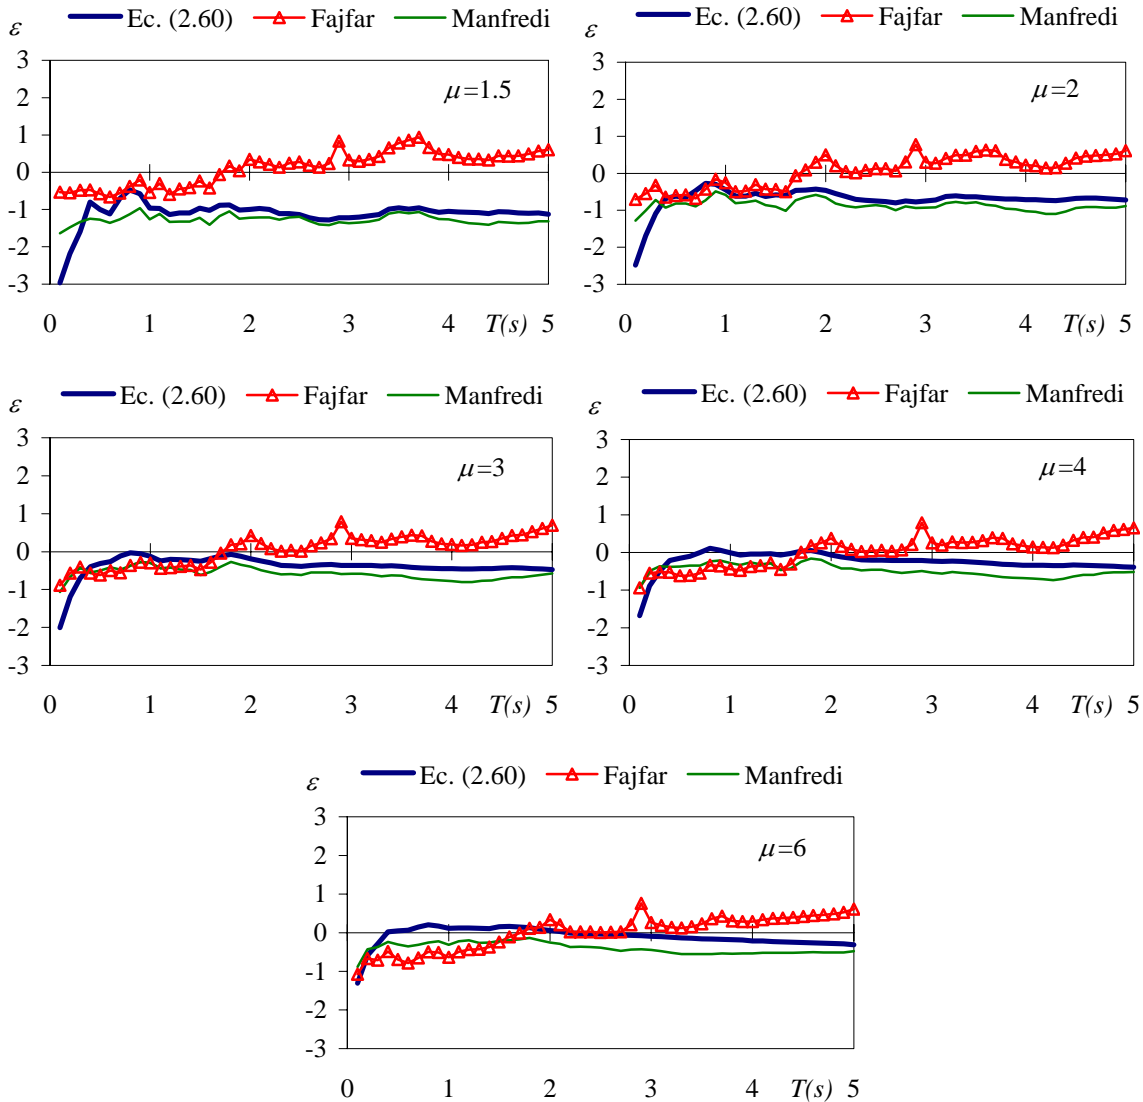 Ec. (2.60) Fajfar Manfredi
ε
3
μ=1.5
2
1
0
-1
-2
-3
0 1 2 3 4 T(s) 5
Ec. (2.60) Fajfar Manfredi
ε
3
μ=2
2
1
0
-1
-2
-3
0 1 2 3 4 T(s) 5
Ec. (2.60) Fajfar Manfredi
ε
3
μ=3
2
1
0
-1
-2
-3
0 1 2 3 4 T(s) 5
Ec. (2.60) Fajfar Manfredi
ε
3
μ=4
2
1
0
-1
-2
-3
0 1 2 3 4 T(s) 5
Ec. (2.60) Fajfar Manfredi
ε
3
μ=6
2
1
0
-1
-2
-3
0 1 2 3 4 T(s) 5